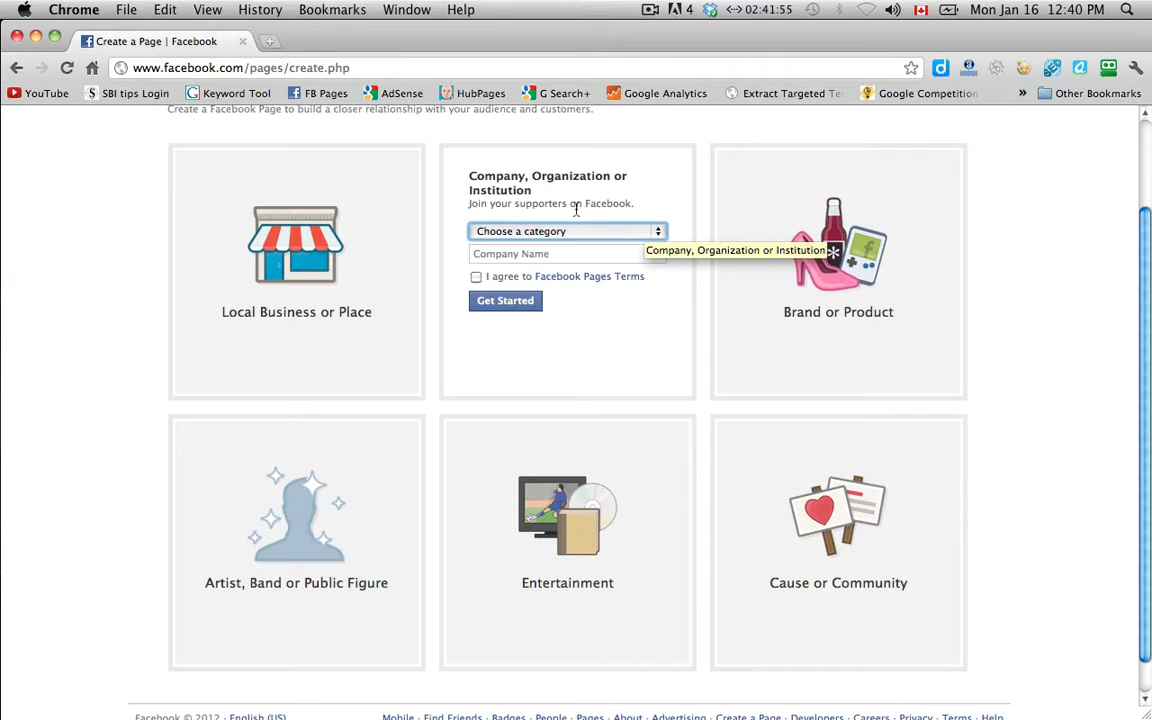 Chrome File Edit View History Bookmarks Window Help 4 02:41:55 Mon Jan 16 12:40 PM
Create a Page | Facebook
www.facebook.com/pages/create.php
YouTube SBI tips Login Keyword Tool FB Pages AdSense HubPages G Search+ Google Analytics Extract Targeted Te Google Competition » Other Bookmarks
Create a Facebook Page to build a closer relationship with your audience and customers.
Company, Organization or
Institution
Join your supporters on Facebook.
Choose a category
Company Name
Company, Organization or Institution
I agree to Facebook Pages Terms
Get Started
Local Business or Place
Brand or Product
Artist, Band or Public Figure
Entertainment
Cause or Community
Facebook © 2012 · English (US)
Mobile · Find Friends · Badges · People · Pages · About · Advertising · Create a Page · Developers · Careers · Privacy · Terms · Help